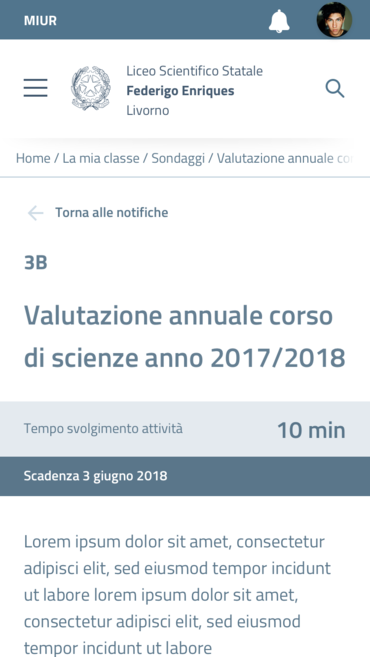 MIUR
Liceo Scientifico Statale
Federigo Enriques
Livorno
Home / La mia classe / Sondaggi / Valutazione annuale
Torna alle notifiche
3B
Valutazione annuale corso
di scienze anno 2017/2018
Tempo svolgimento attività
10 min
Scadenza 3 giugno 2018
Lorem ipsum dolor sit amet, consectetur
adipisci elit, sed eiusmod tempor incidunt
ut labore lorem ipsum dolor sit amet,
consectetur adipisci elit, sed eiusmod
tempor incidunt ut labore